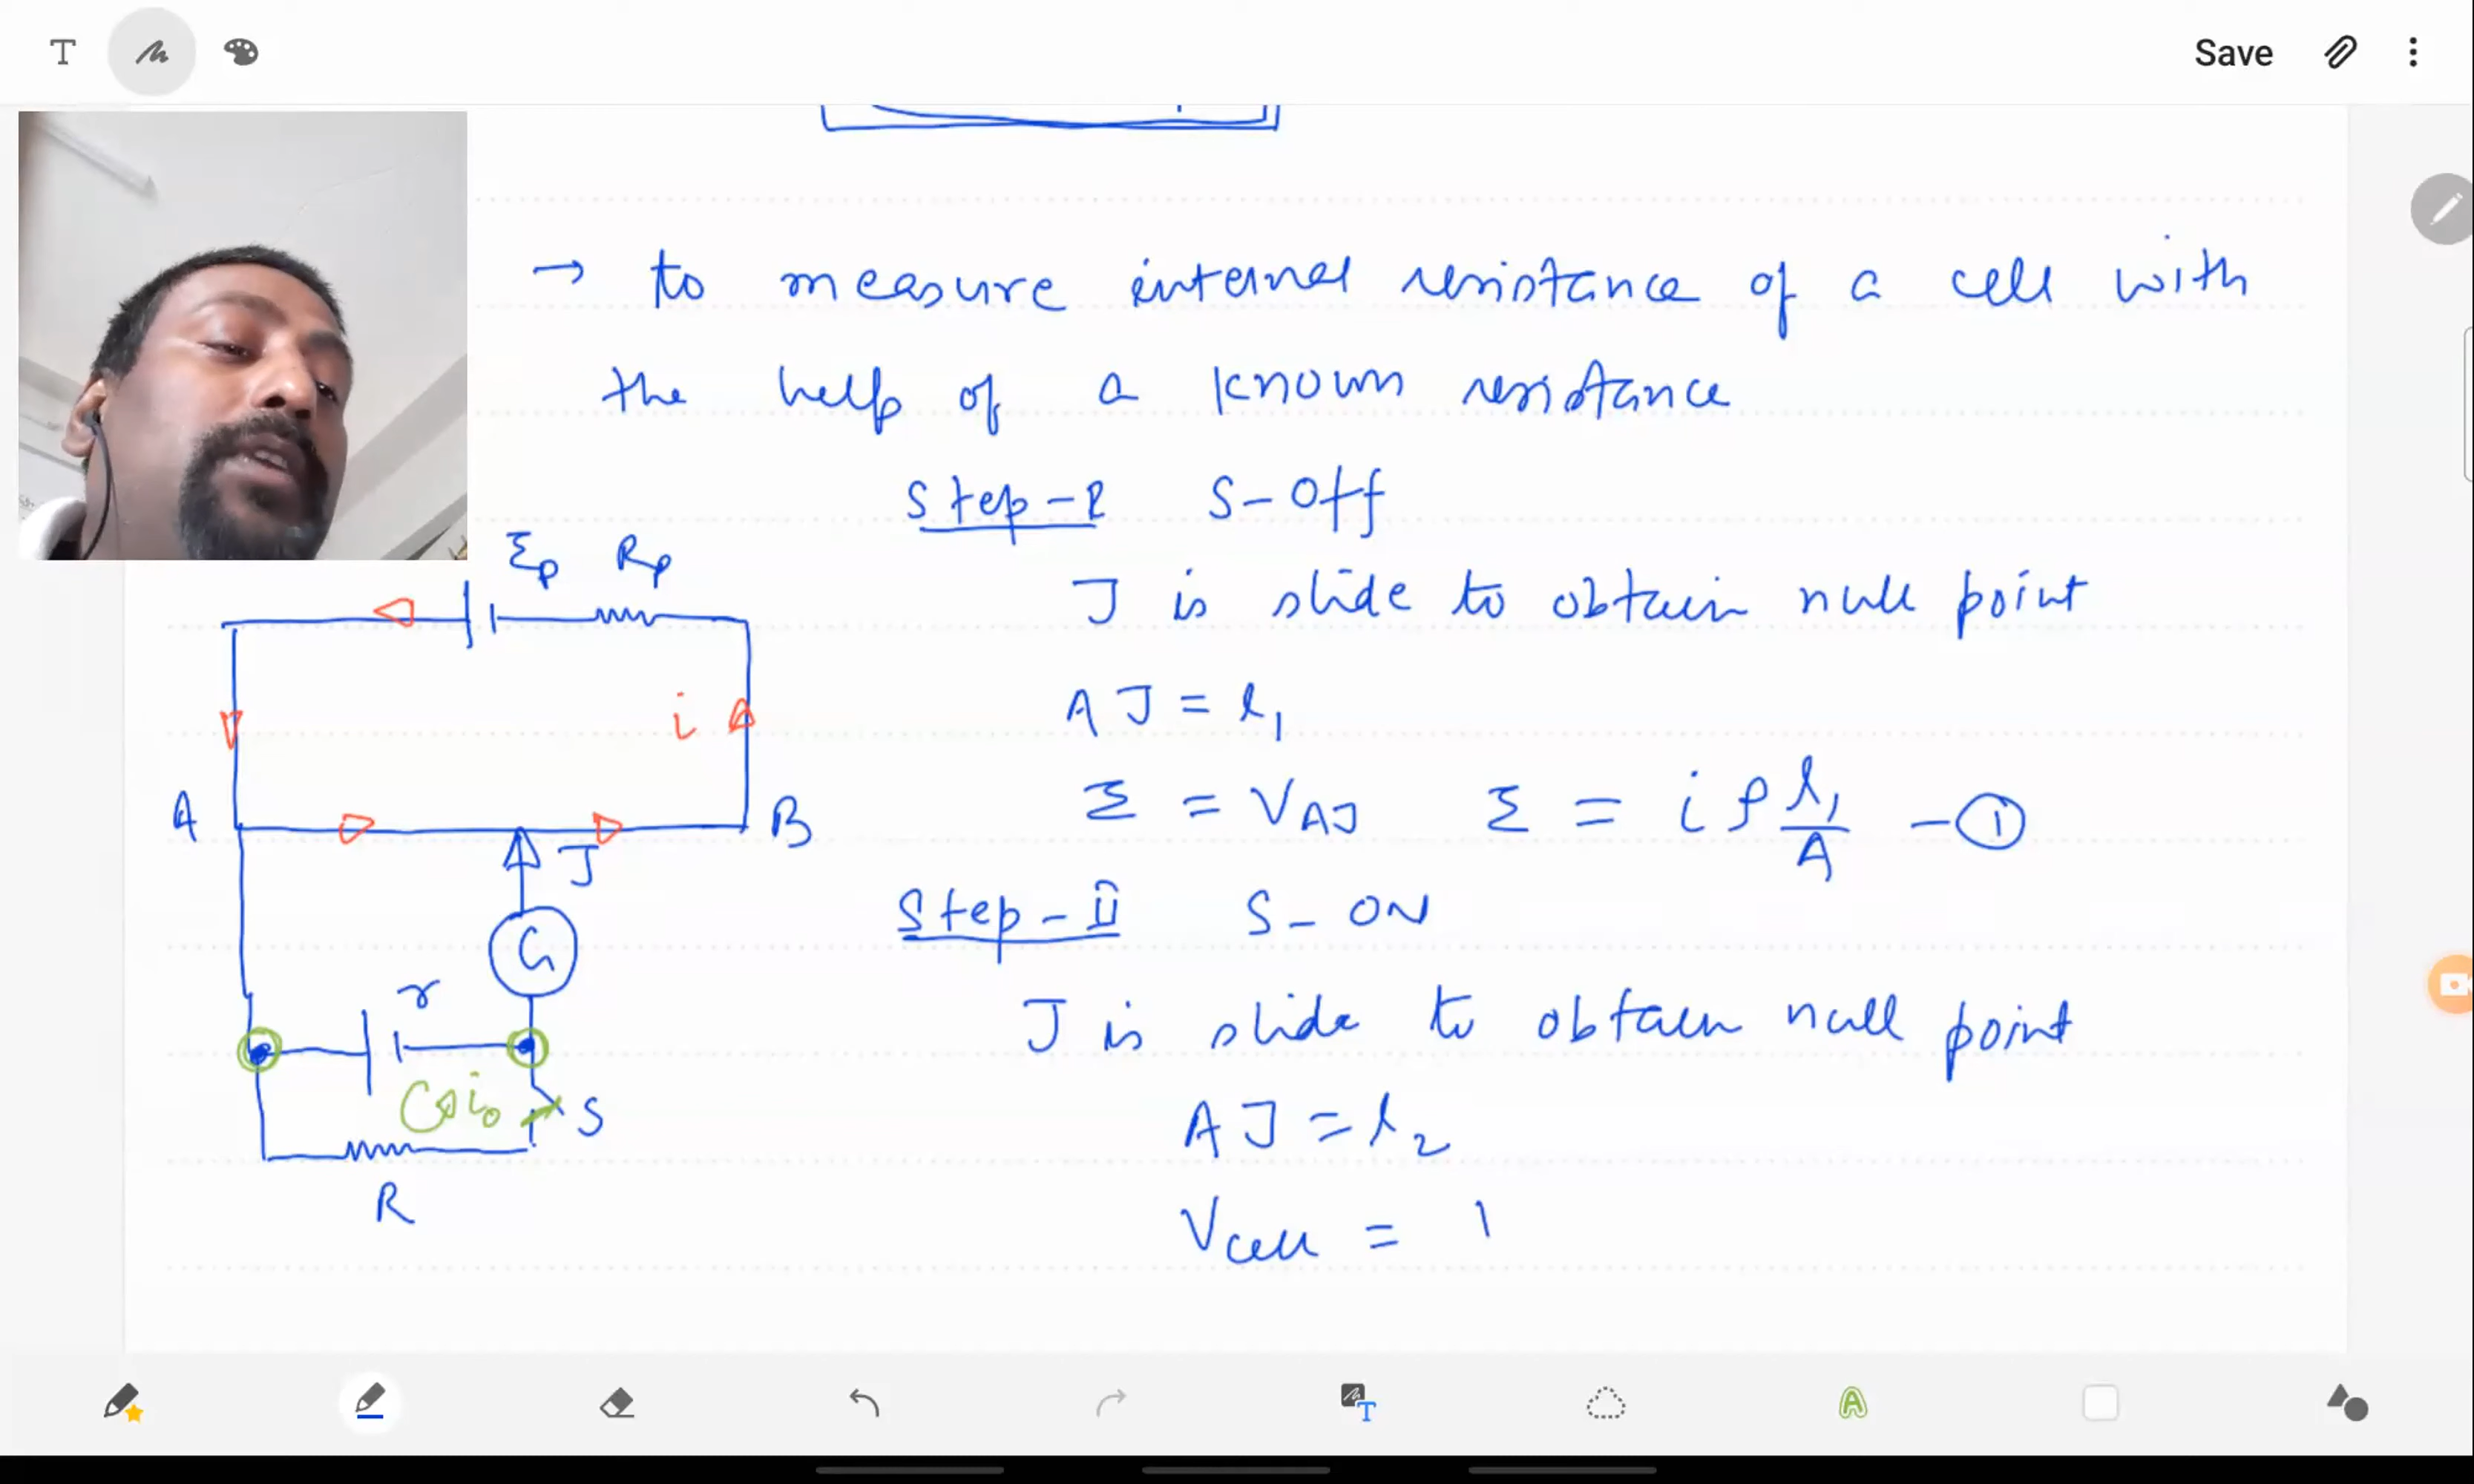 Save
→ to measure internal resistance of a cell with
the help of a known resistance
Step-I S-Off
J is slide to obtain null point
AJ = l₁
Ɛ = V_AJ Ɛ = i ρ l₁/A -①
Step-II S-ON
J is slide to obtain null point
AJ = l₂
V_cell =
Ɛp Rp
i
A B
J
G
r
i₀ S
R